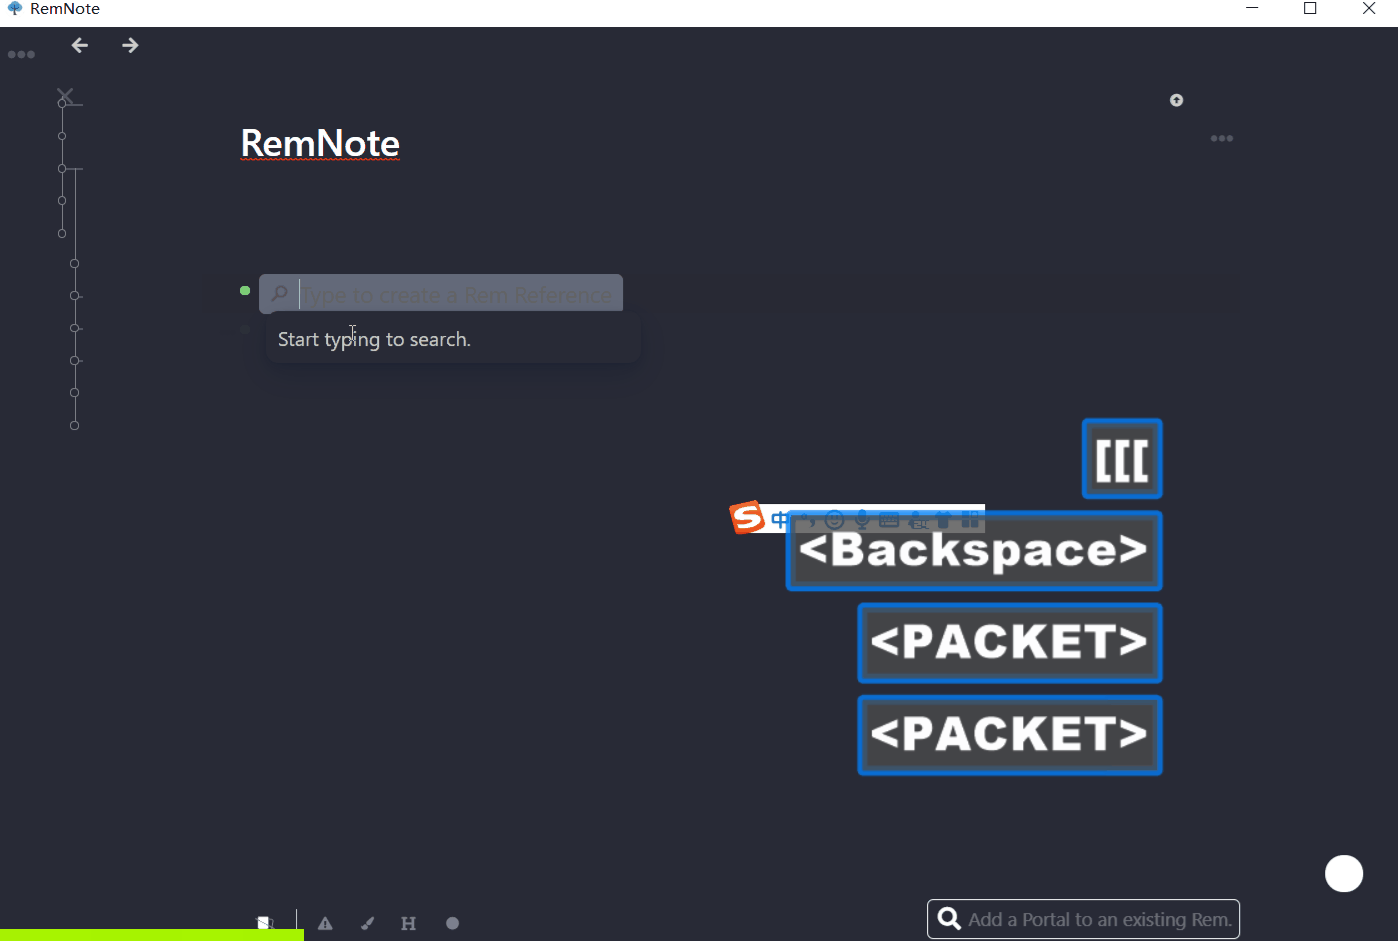 RemNote
RemNote
Type to create a Rem Reference
Start typing to search.
[[[
中
<Backspace>
<PACKET>
<PACKET>
H
Add a Portal to an existing Rem.